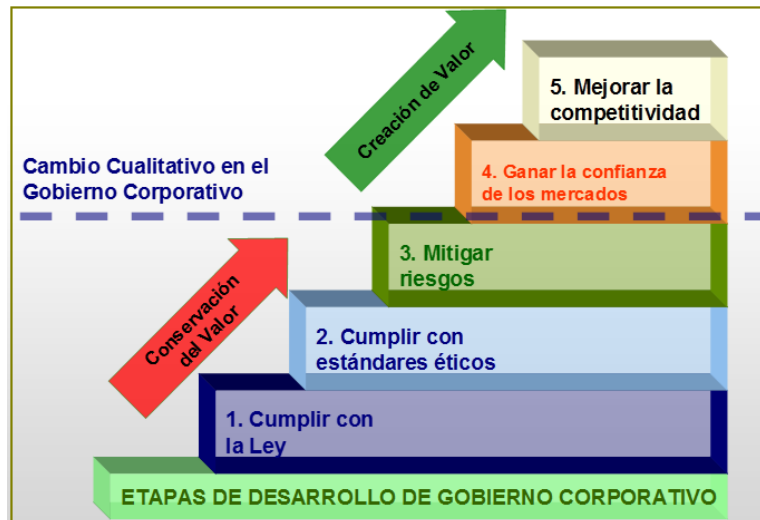 Creación de Valor
5. Mejorar la
competitividad
Cambio Cualitativo en el
Gobierno Corporativo
4. Ganar la confianza
de los mercados
3. Mitigar
riesgos
Conservación
del Valor
2. Cumplir con
estándares éticos
1. Cumplir con
la Ley
ETAPAS DE DESARROLLO DE GOBIERNO CORPORATIVO